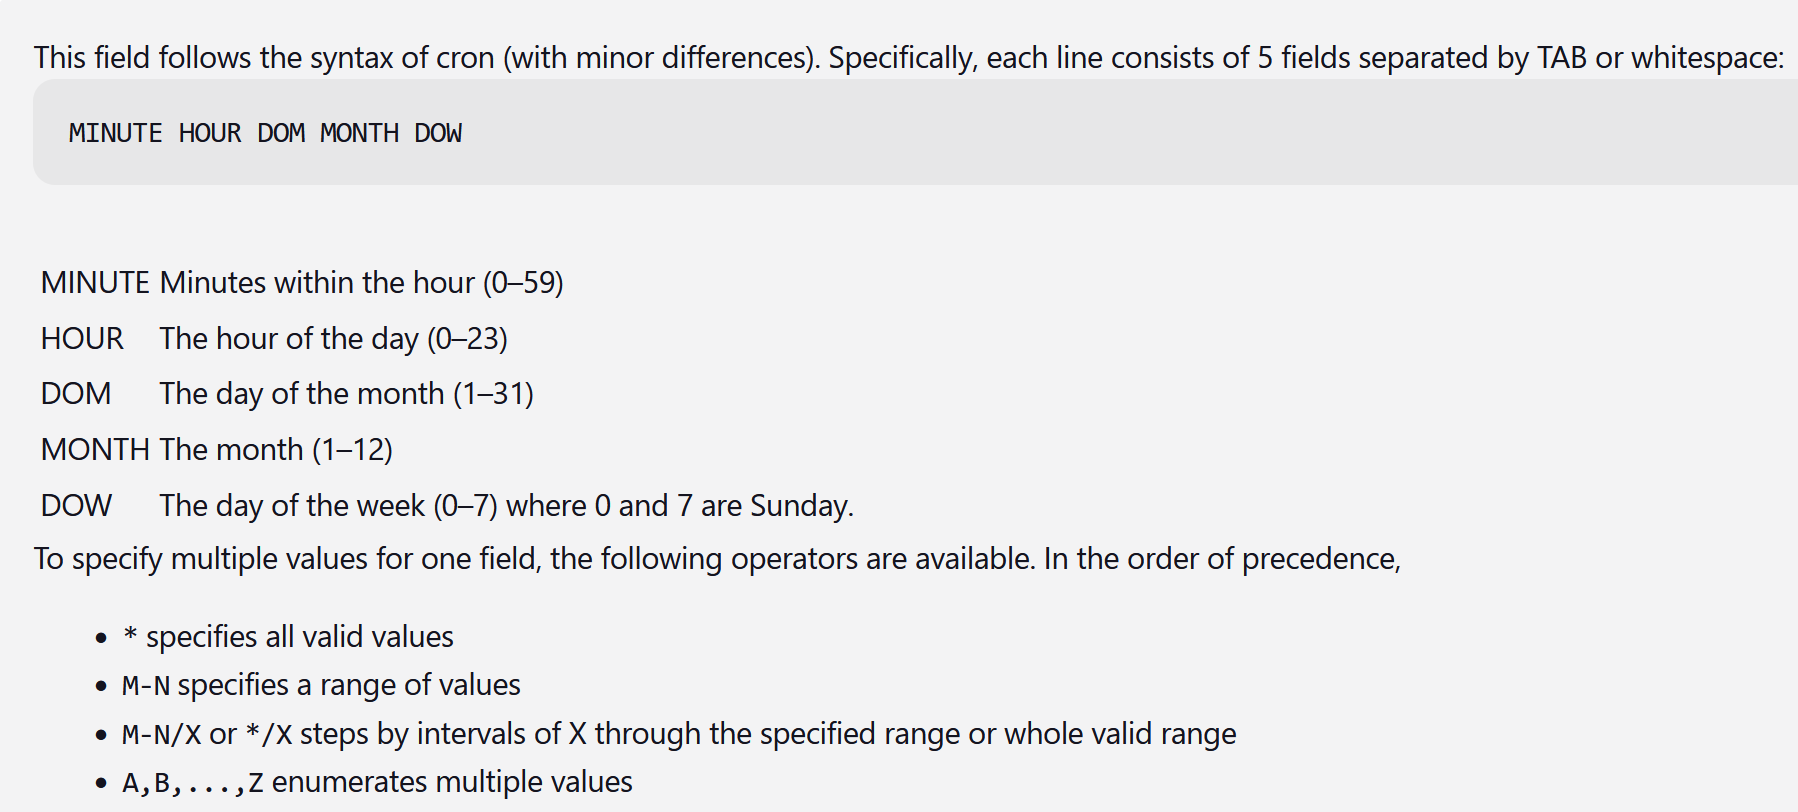 This field follows the syntax of cron (with minor differences). Specifically, each line consists of 5 fields separated by TAB or whitespace:
MINUTE HOUR DOM MONTH DOW
MINUTE Minutes within the hour (0–59)
HOUR The hour of the day (0–23)
DOM The day of the month (1–31)
MONTH The month (1–12)
DOW The day of the week (0–7) where 0 and 7 are Sunday.
To specify multiple values for one field, the following operators are available. In the order of precedence,
• * specifies all valid values
• M-N specifies a range of values
• M-N/X or */X steps by intervals of X through the specified range or whole valid range
• A,B,...,Z enumerates multiple values